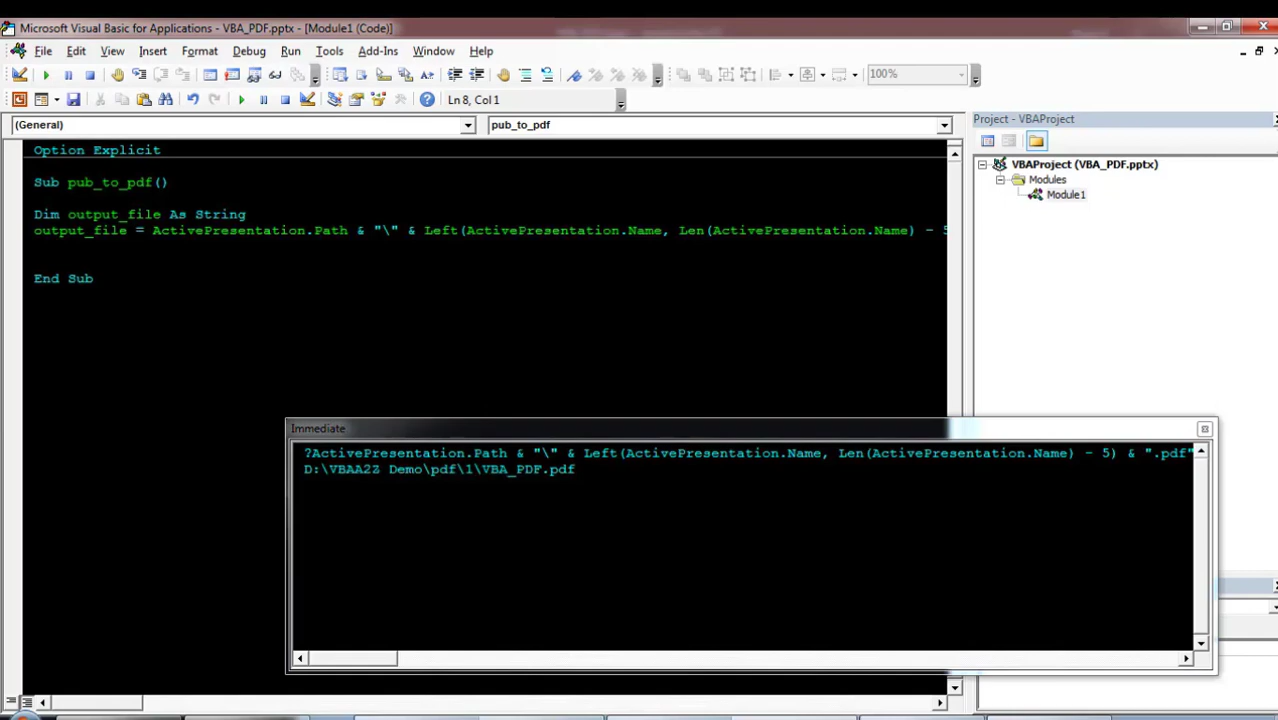 Microsoft Visual Basic for Applications - VBA_PDF.pptx - [Module1 (Code)]
File Edit View Insert Format Debug Run Tools Add-Ins Window Help
100%
Ln 8, Col 1
(General) pub_to_pdf
Project - VBAProject
Option Explicit
VBAProject (VBA_PDF.pptx)
Modules
Module1
Sub pub_to_pdf()
Dim output_file As String
output_file = ActivePresentation.Path & "\" & Left(ActivePresentation.Name, Len(ActivePresentation.Name) - 5
End Sub
Immediate
?ActivePresentation.Path & "\" & Left(ActivePresentation.Name, Len(ActivePresentation.Name) - 5) & ".pdf"
D:\VBAA2Z Demo\pdf\1\VBA_PDF.pdf